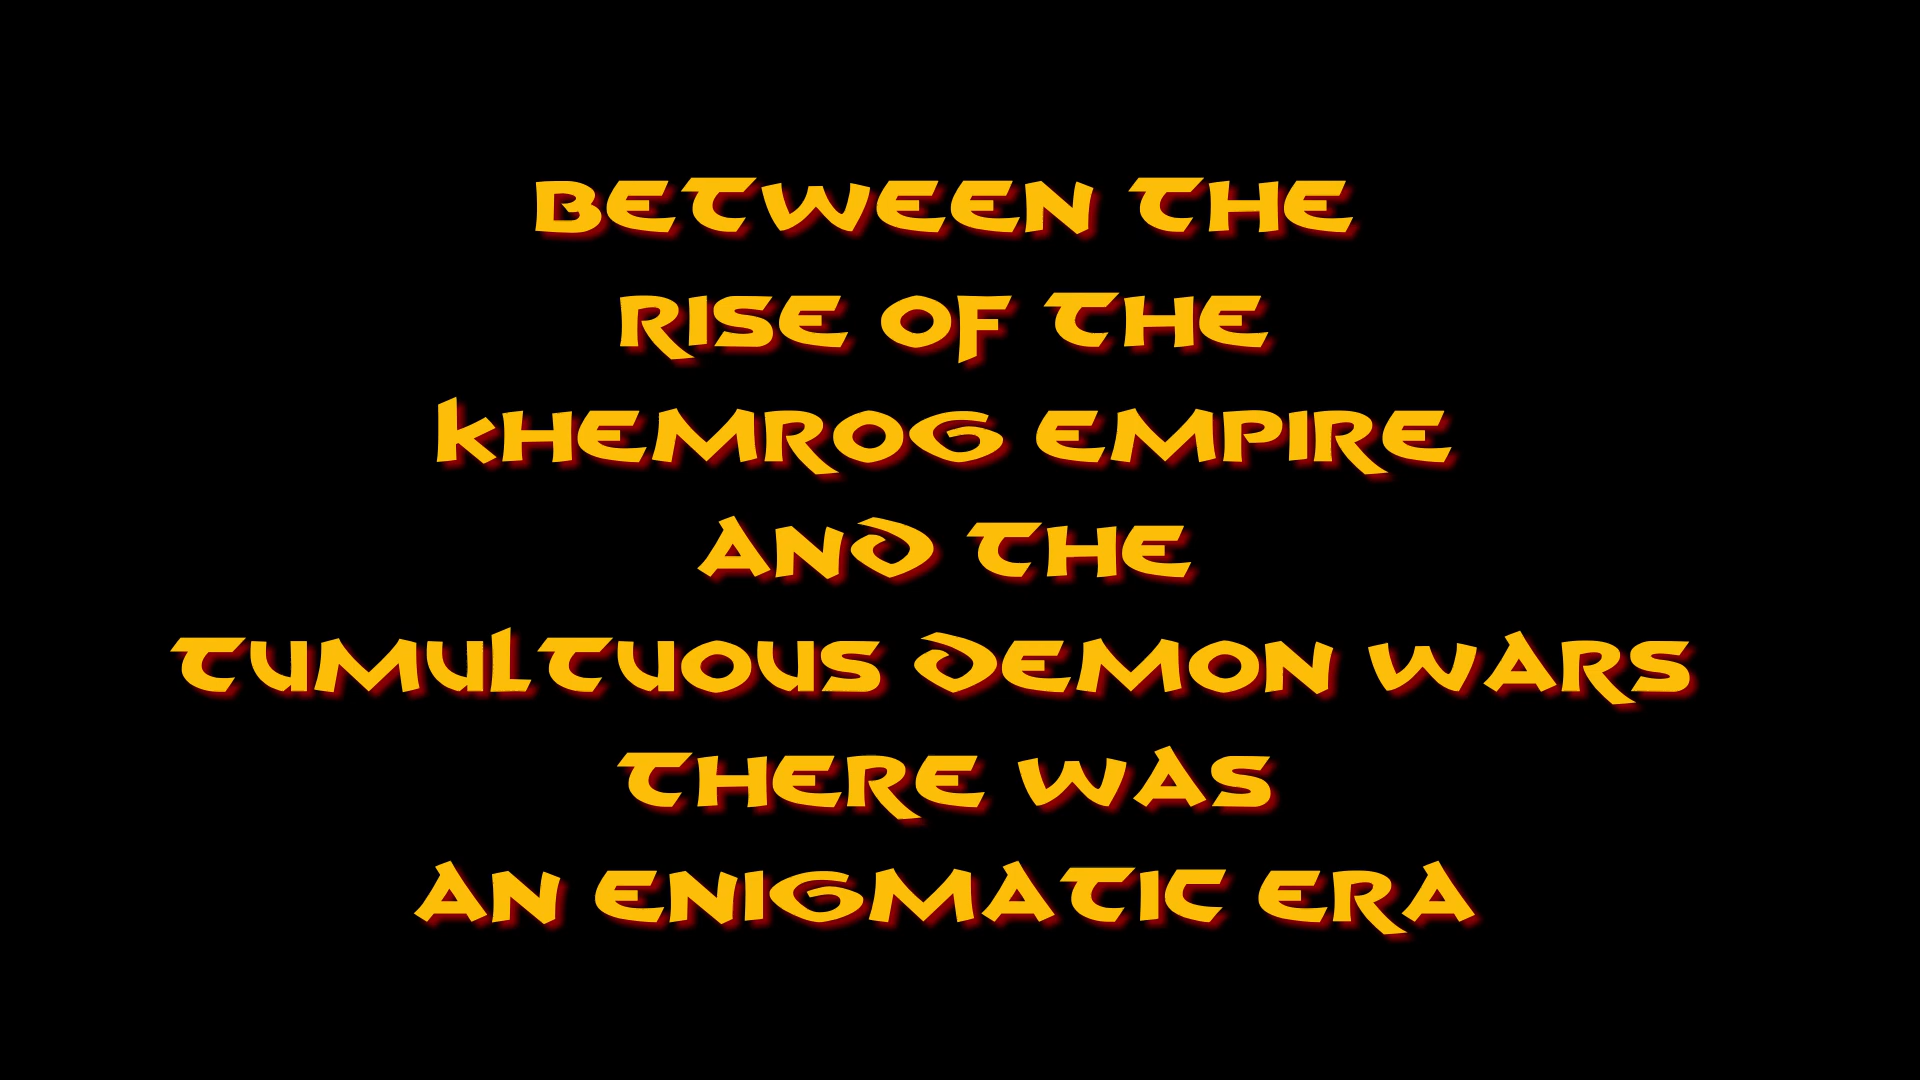 BETWEEN THE
RISE OF THE
KHEMROG EMPIRE
AND THE
TUMULTUOUS DEMON WARS
THERE WAS
AN ENIGMATIC ERA